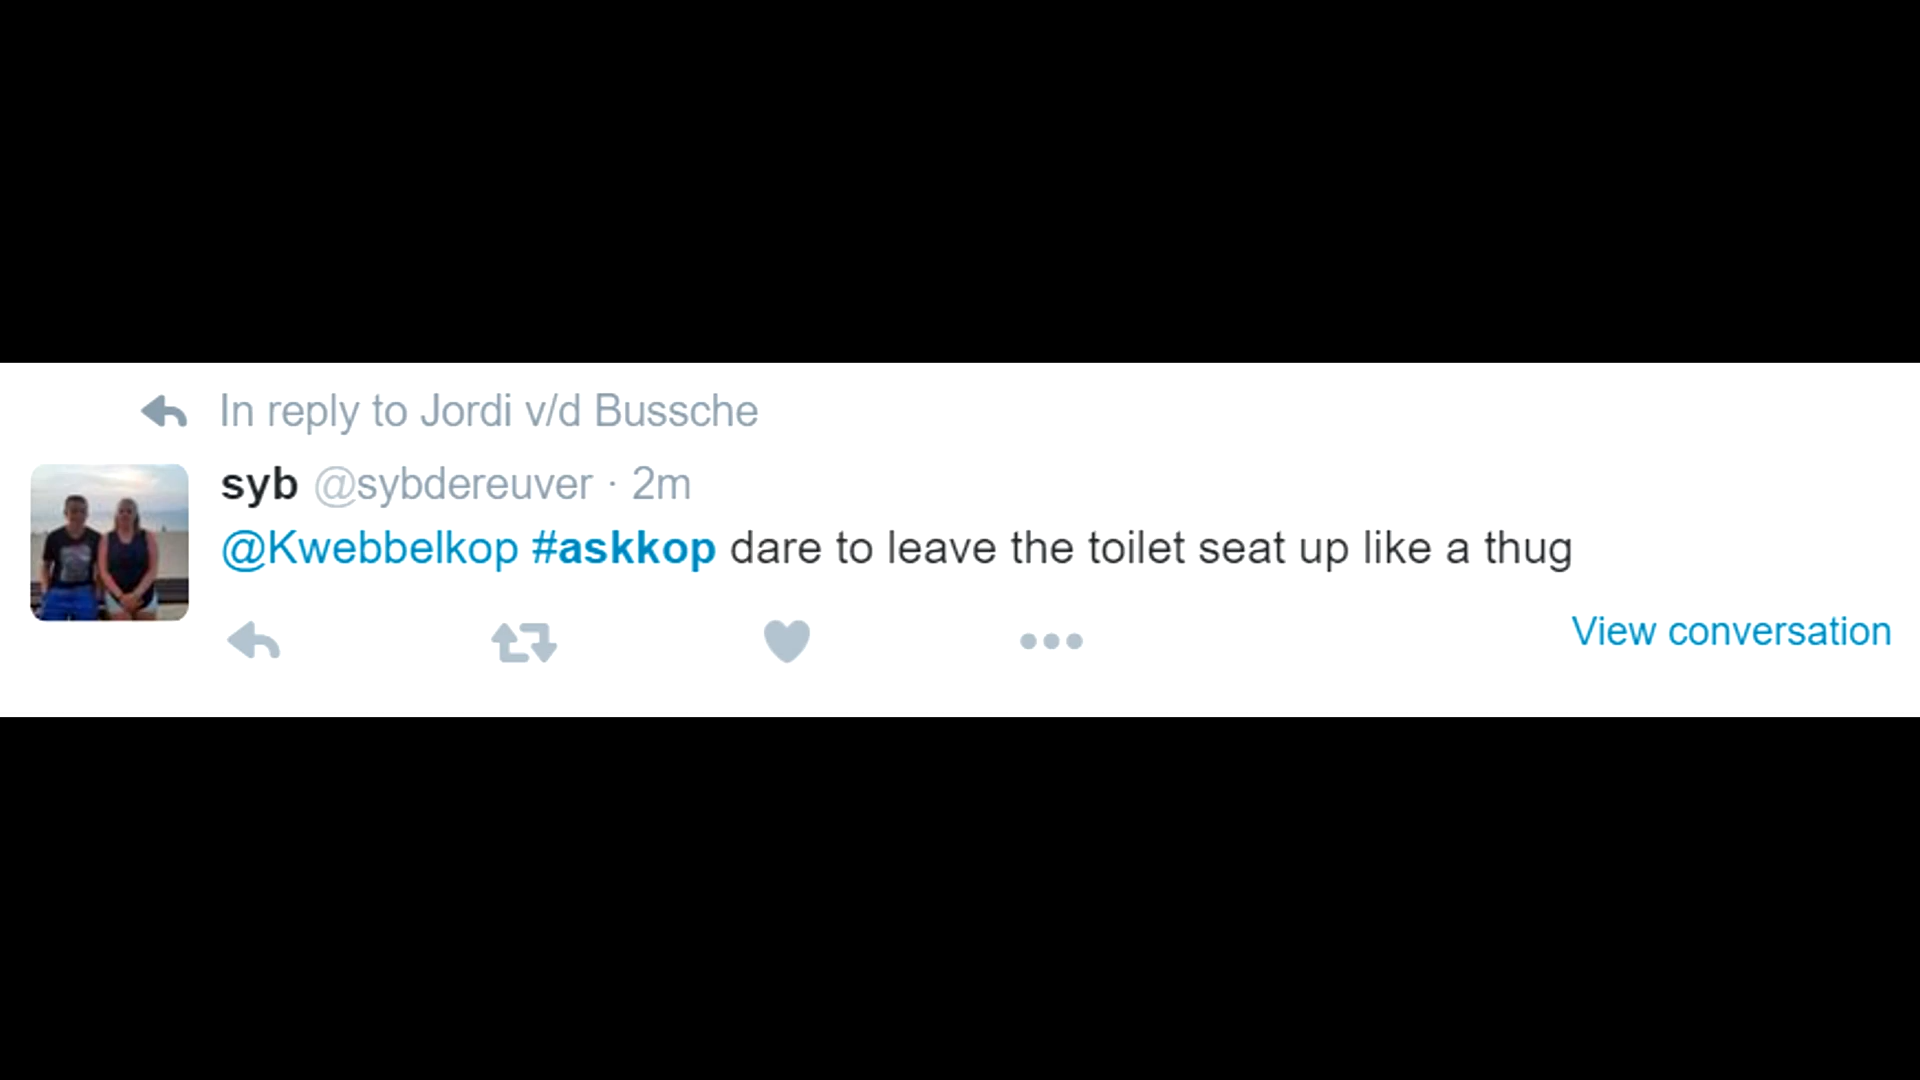 In reply to Jordi v/d Bussche
syb @sybdereuver · 2m
@Kwebbelkop #askkop dare to leave the toilet seat up like a thug
View conversation